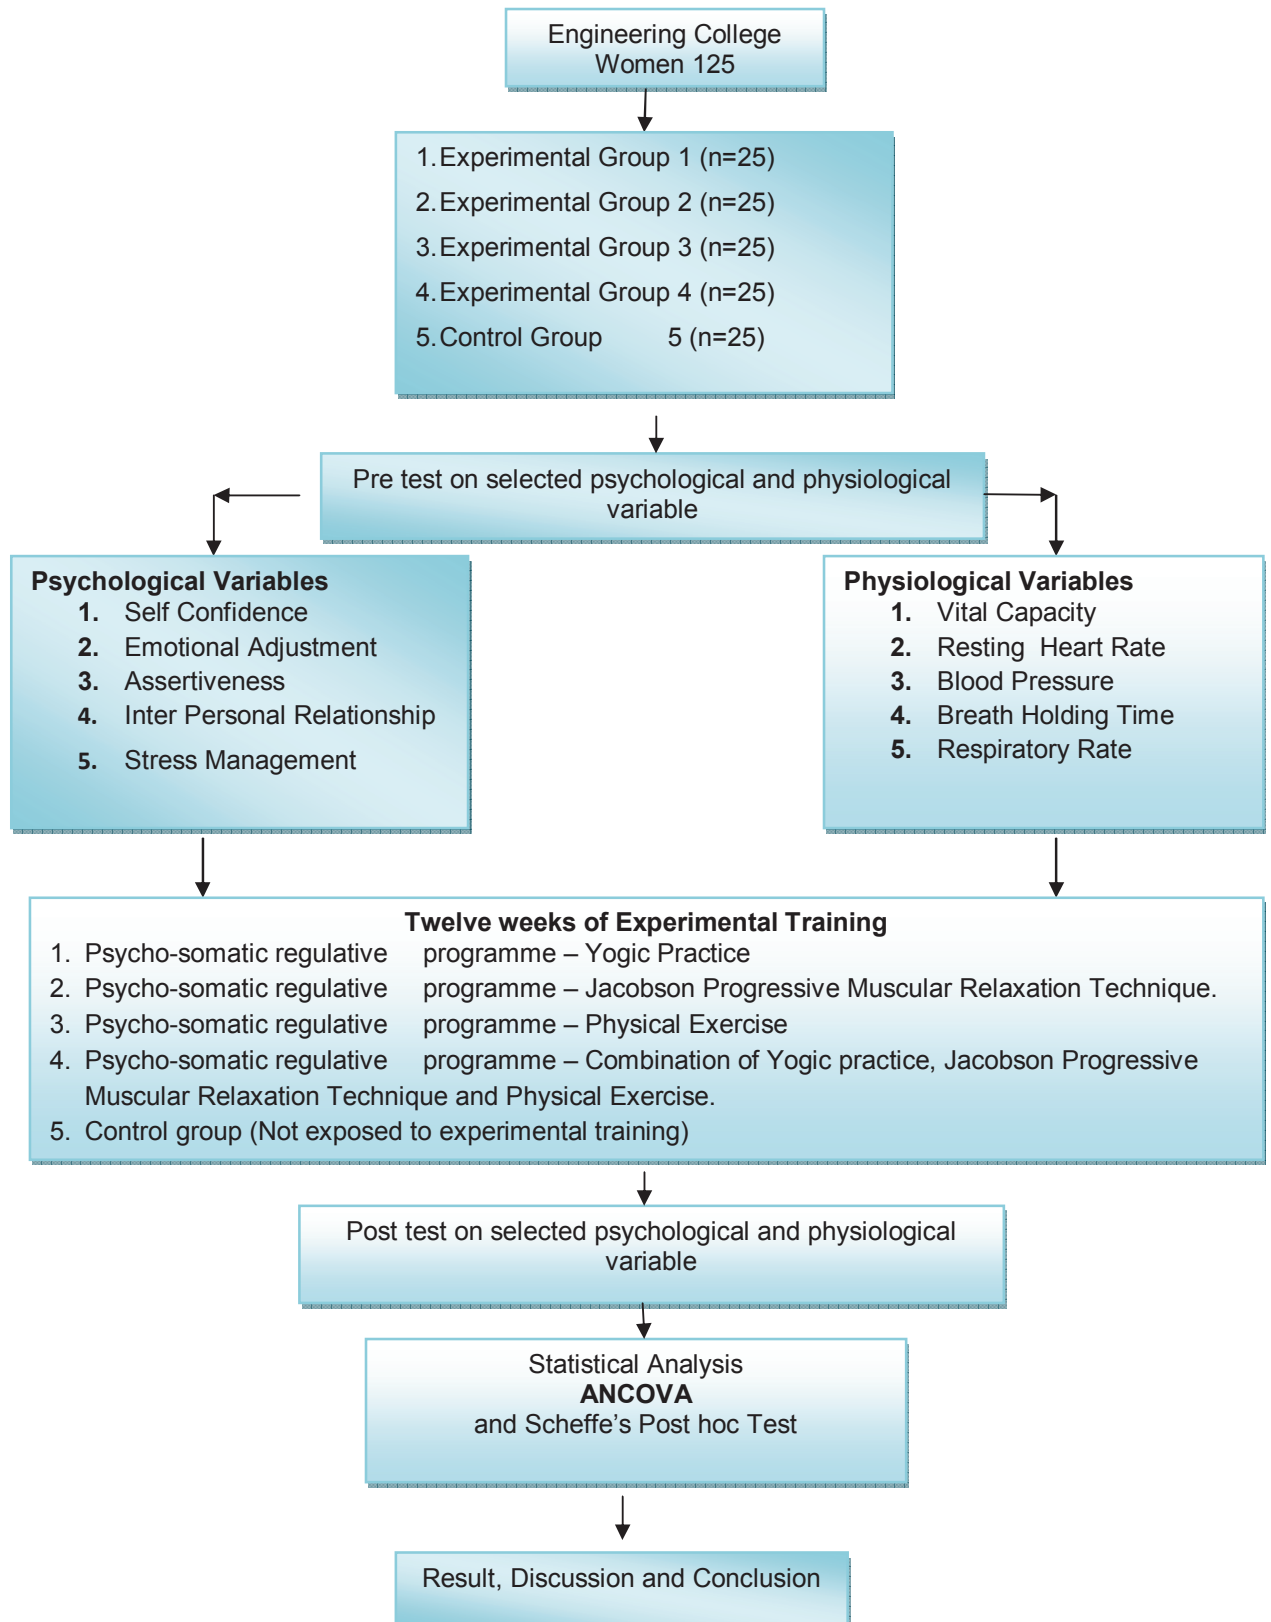 Engineering College
Women 125
1. Experimental Group 1 (n=25)
2. Experimental Group 2 (n=25)
3. Experimental Group 3 (n=25)
4. Experimental Group 4 (n=25)
5. Control Group 5 (n=25)
Pre test on selected psychological and physiological
variable
Psychological Variables
1. Self Confidence
2. Emotional Adjustment
3. Assertiveness
4. Inter Personal Relationship
5. Stress Management
Physiological Variables
1. Vital Capacity
2. Resting Heart Rate
3. Blood Pressure
4. Breath Holding Time
5. Respiratory Rate
Twelve weeks of Experimental Training
1. Psycho-somatic regulative programme – Yogic Practice
2. Psycho-somatic regulative programme – Jacobson Progressive Muscular Relaxation Technique.
3. Psycho-somatic regulative programme – Physical Exercise
4. Psycho-somatic regulative programme – Combination of Yogic practice, Jacobson Progressive
Muscular Relaxation Technique and Physical Exercise.
5. Control group (Not exposed to experimental training)
Post test on selected psychological and physiological
variable
Statistical Analysis
ANCOVA
and Scheffe’s Post hoc Test
Result, Discussion and Conclusion